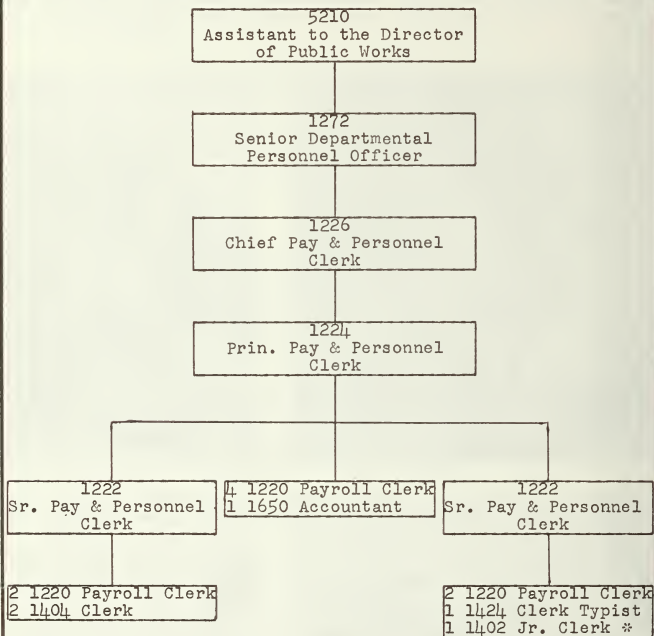 5210
Assistant to the Director
of Public Works
1272
Senior Departmental
Personnel Officer
1226
Chief Pay & Personnel
Clerk
1224
Prin. Pay & Personnel
Clerk
1222
Sr. Pay & Personnel
Clerk
4 1220 Payroll Clerk
1 1650 Accountant
1222
Sr. Pay & Personnel
Clerk
2 1220 Payroll Clerk
2 1404 Clerk
2 1220 Payroll Clerk
1 1424 Clerk Typist
1 1402 Jr. Clerk *